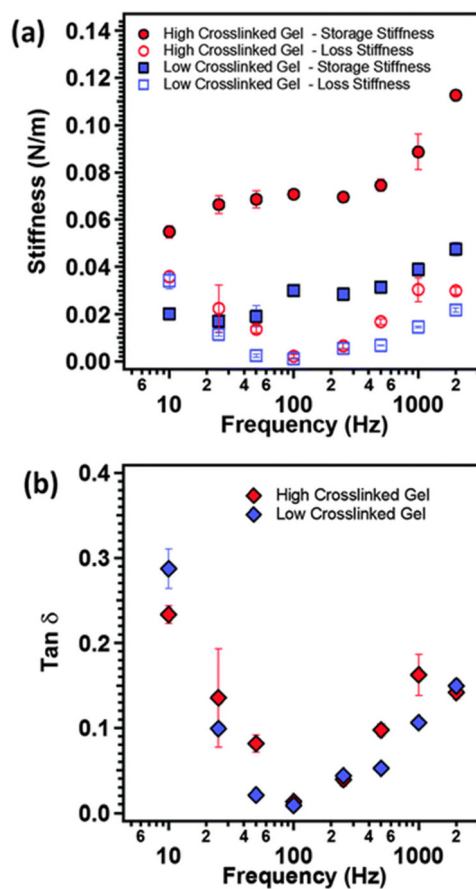 (a)
High Crosslinked Gel - Storage Stiffness
High Crosslinked Gel - Loss Stiffness
Low Crosslinked Gel - Storage Stiffness
Low Crosslinked Gel - Loss Stiffness
0.14
0.12
0.10
0.08
0.06
0.04
0.02
0.00
Stiffness (N/m)
6 2 4 6 2 4 6 2
10 100 1000
Frequency (Hz)
(b)
High Crosslinked Gel
Low Crosslinked Gel
0.4
0.3
0.2
0.1
0.0
Tan δ
6 2 4 6 2 4 6 2
10 100 1000
Frequency (Hz)